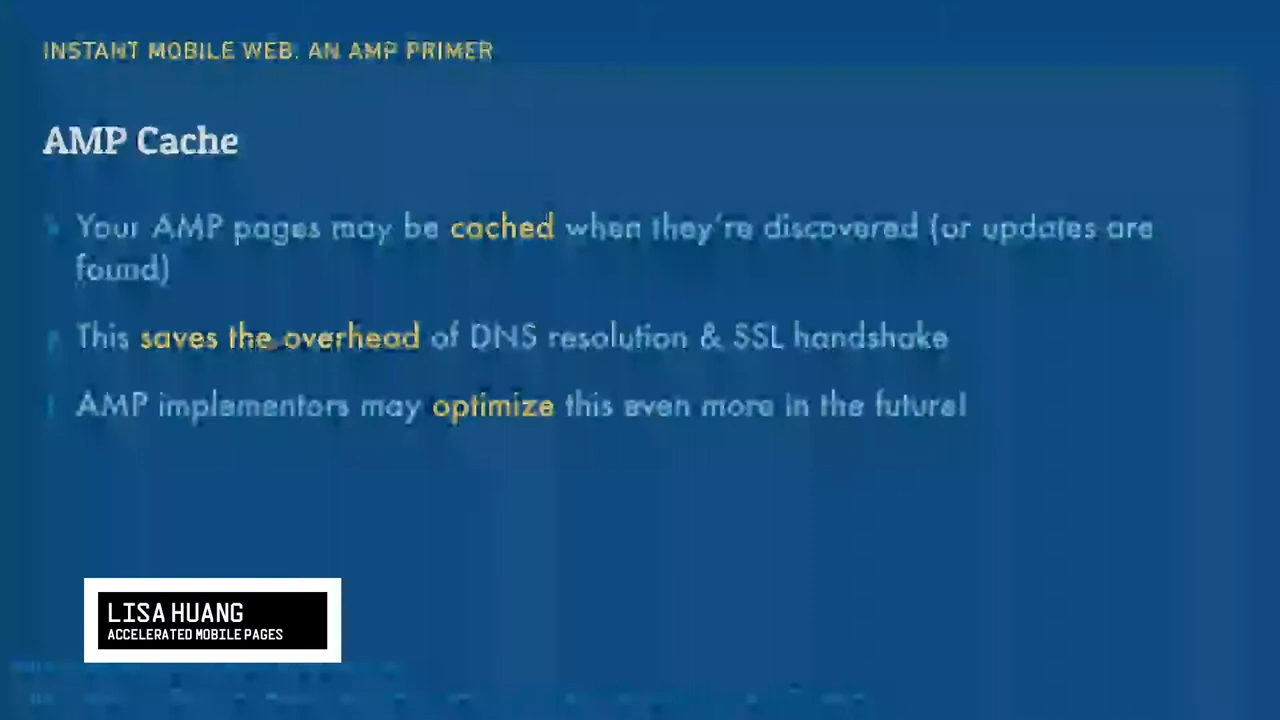 INSTANT MOBILE WEB: AN AMP PRIMER
AMP Cache
Your AMP pages may be cached when they're discovered (or updates are
found)
This saves the overhead of DNS resolution & SSL handshake
AMP implementors may optimize this even more in the future!
LISA HUANG
ACCELERATED MOBILE PAGES